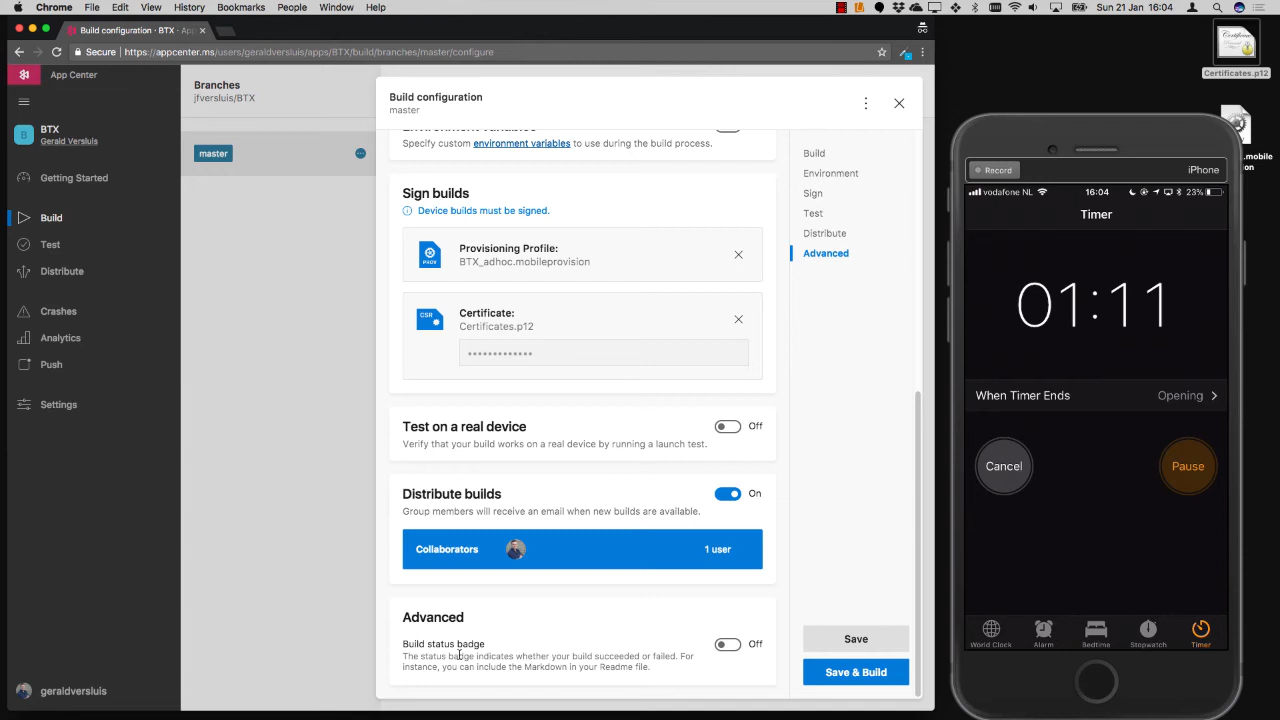 Chrome File Edit View History Bookmarks People Window Help
Sun 21 Jan 16:04
Build configuration · BTX · App
Secure https://appcenter.ms/users/geraldversluis/apps/BTX/build/branches/master/configure
App Center
BTX
Gerald Versluis
Getting Started
Build
Test
Distribute
Crashes
Analytics
Push
Settings
geraldversluis
Branches
jfversluis/BTX
master
Build configuration
master
Environment variables
Specify custom environment variables to use during the build process.
Sign builds
Device builds must be signed.
PROV
Provisioning Profile:
BTX_adhoc.mobileprovision
CSR
Certificate:
Certificates.p12
•••••••••••••
Test on a real device
Off
Verify that your build works on a real device by running a launch test.
Distribute builds
On
Group members will receive an email when new builds are available.
Collaborators
1 user
Advanced
Build status badge
Off
The status badge indicates whether your build succeeded or failed. For
instance, you can include the Markdown in your Readme file.
Build
Environment
Sign
Test
Distribute
Advanced
Save
Save & Build
Certificates.p12
.mobile
Record
iPhone
vodafone NL
16:04
23%
Timer
01:11
When Timer Ends
Opening
Cancel
Pause
World Clock
Alarm
Bedtime
Stopwatch
Timer